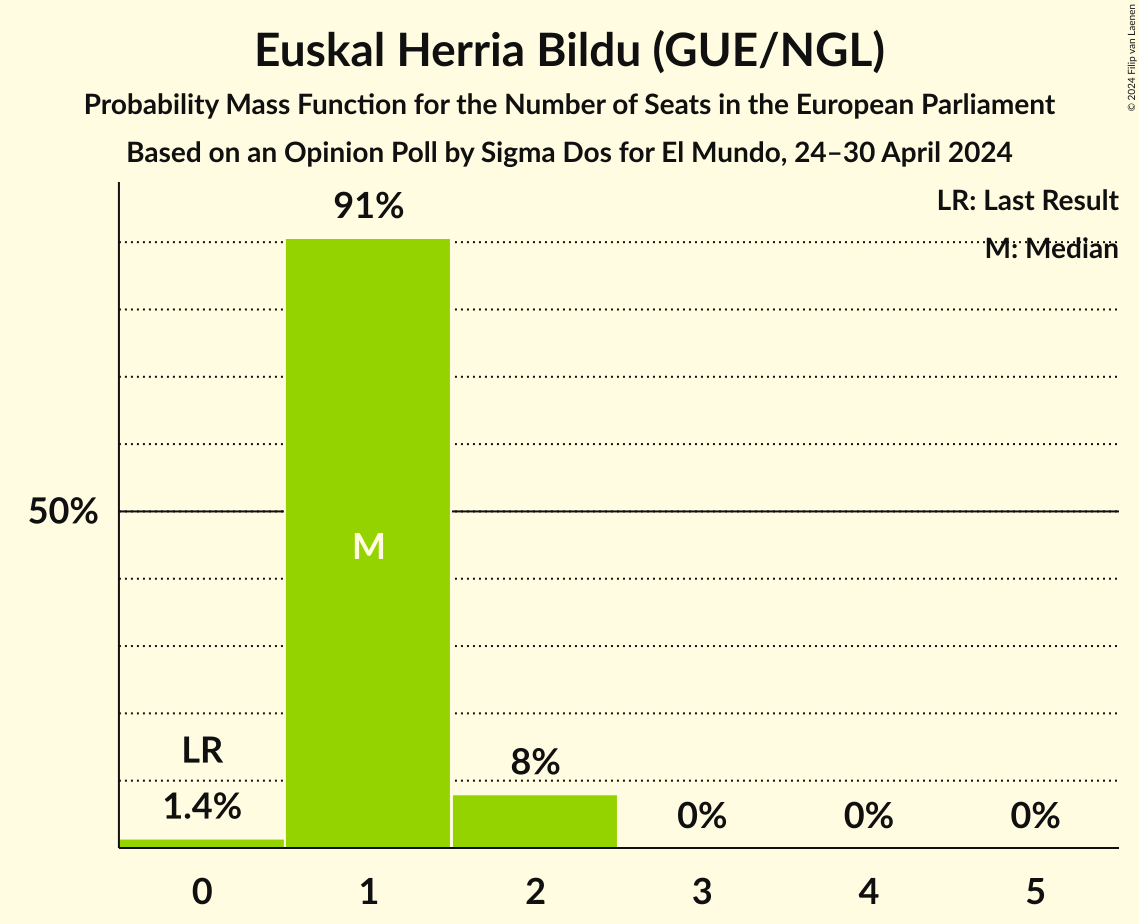 Euskal Herria Bildu (GUE/NGL)
Probability Mass Function for the Number of Seats in the European Parliament
Based on an Opinion Poll by Sigma Dos for El Mundo, 24–30 April 2024
© 2024 Filip van Laenen
LR: Last Result
M: Median
91%
50%
M
LR
1.4%
8%
0%
0%
0%
0
1
2
3
4
5